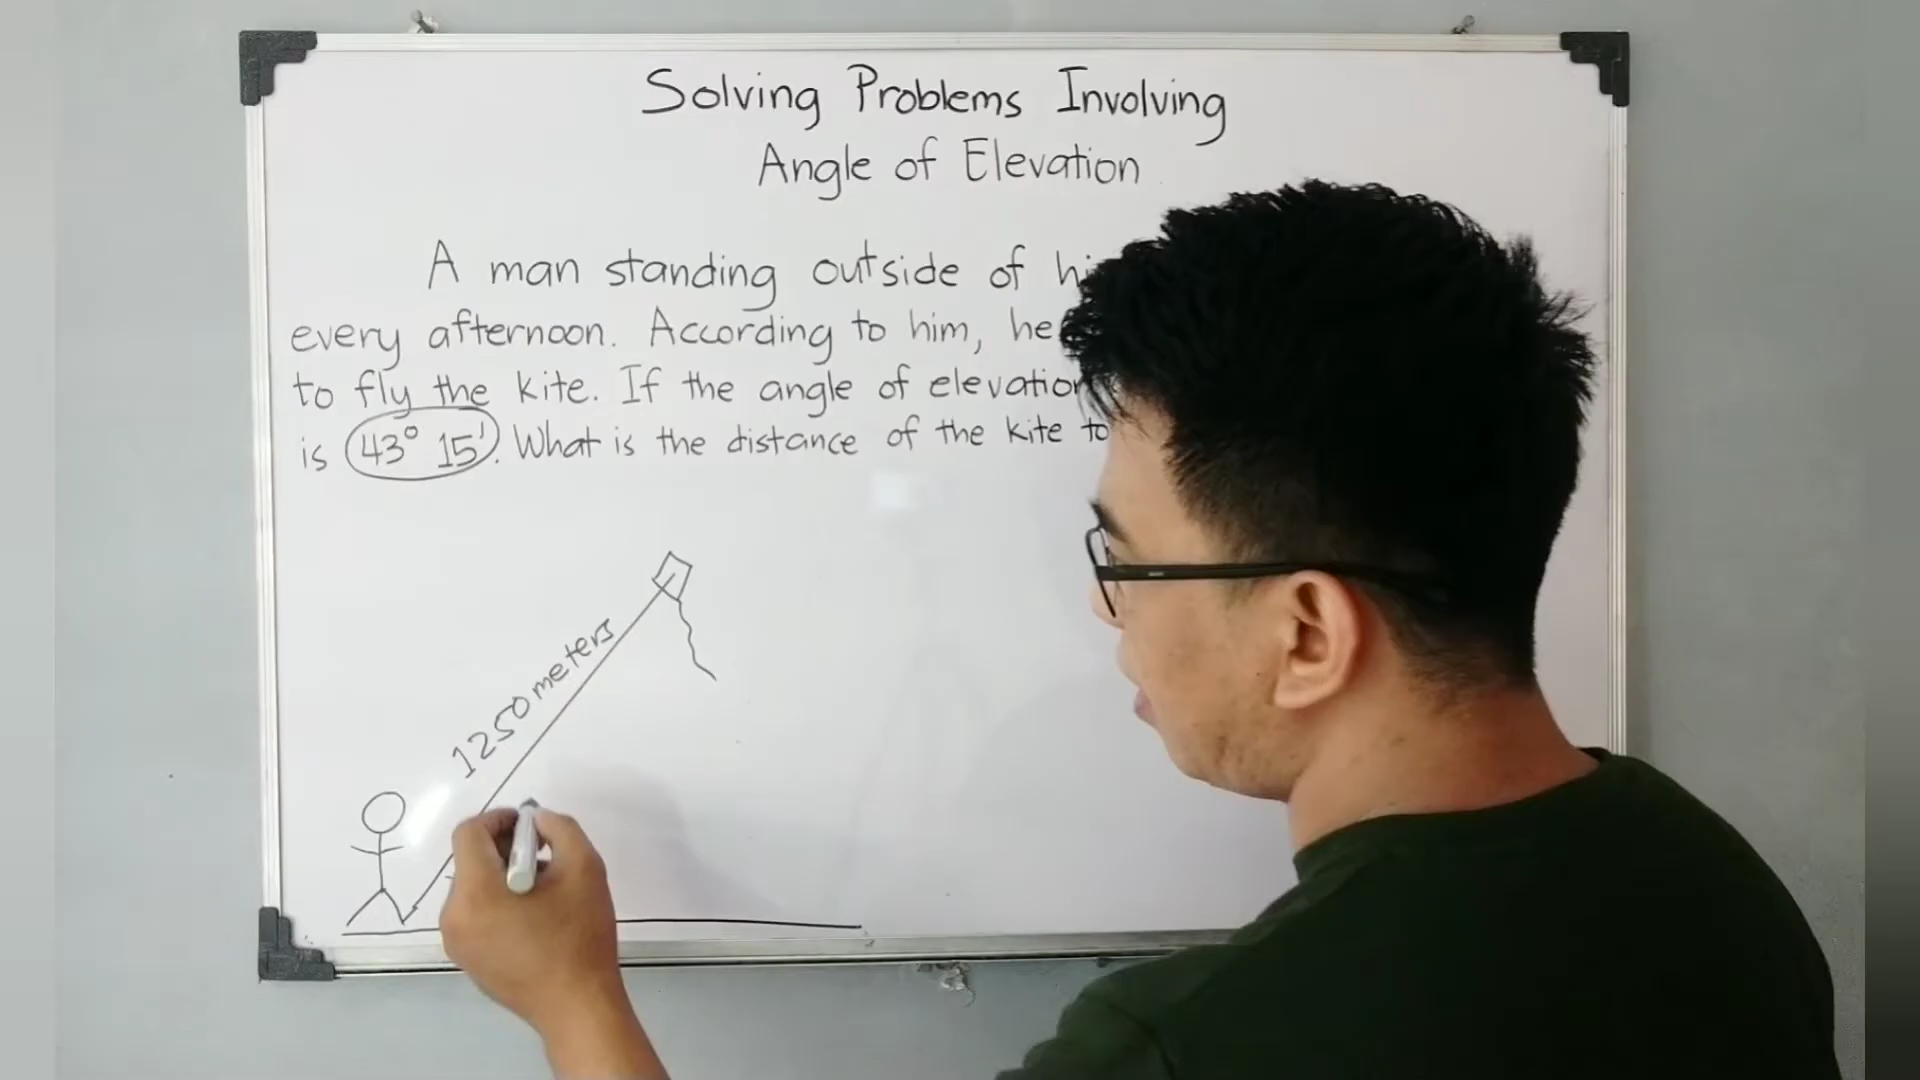 Solving Problems Involving
Angle of Elevation
A man standing outside of
every afternoon. According to him, he
to fly the kite. If the angle of elevation
is 43° 15'. What is the distance of the kite to
1250 meters